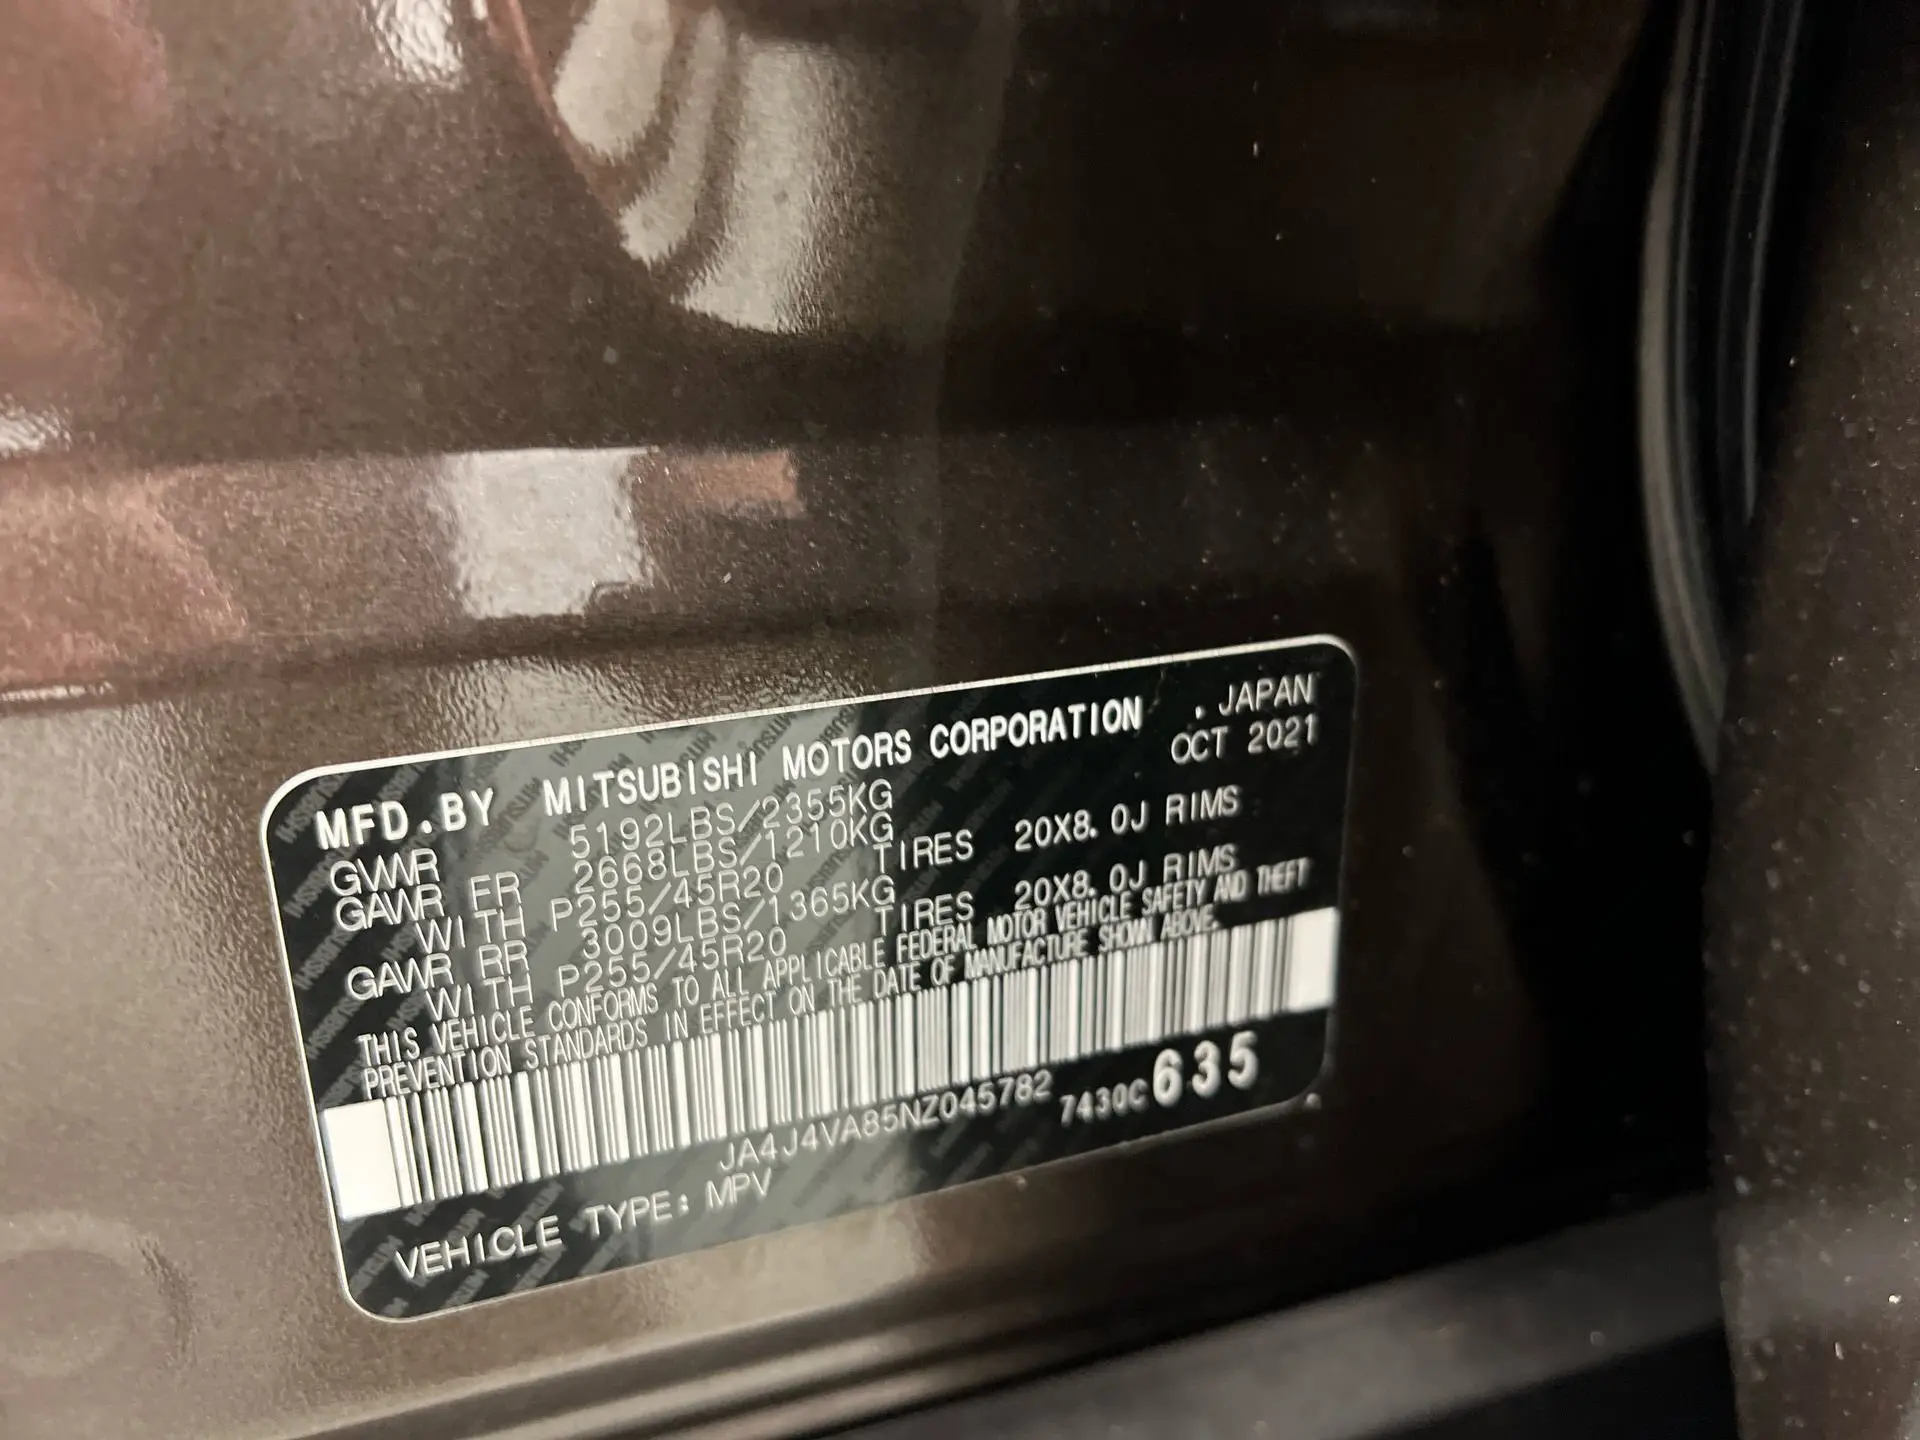 MFD.BY MITSUBISHI MOTORS CORPORATION . JAPAN
OCT 2021
GVWR 5192LBS/2355KG
GAWR FR 2668LBS/1210KG
WITH P255/45R20 TIRES 20X8.0J RIMS
GAWR RR 3009LBS/1365KG
WITH P255/45R20 TIRES 20X8.0J RIMS
THIS VEHICLE CONFORMS TO ALL APPLICABLE FEDERAL MOTOR VEHICLE SAFETY AND THEFT
PREVENTION STANDARDS IN EFFECT ON THE DATE OF MANUFACTURE SHOWN ABOVE.
JA4J4VA85NZ045782 7430C 635
VEHICLE TYPE: MPV